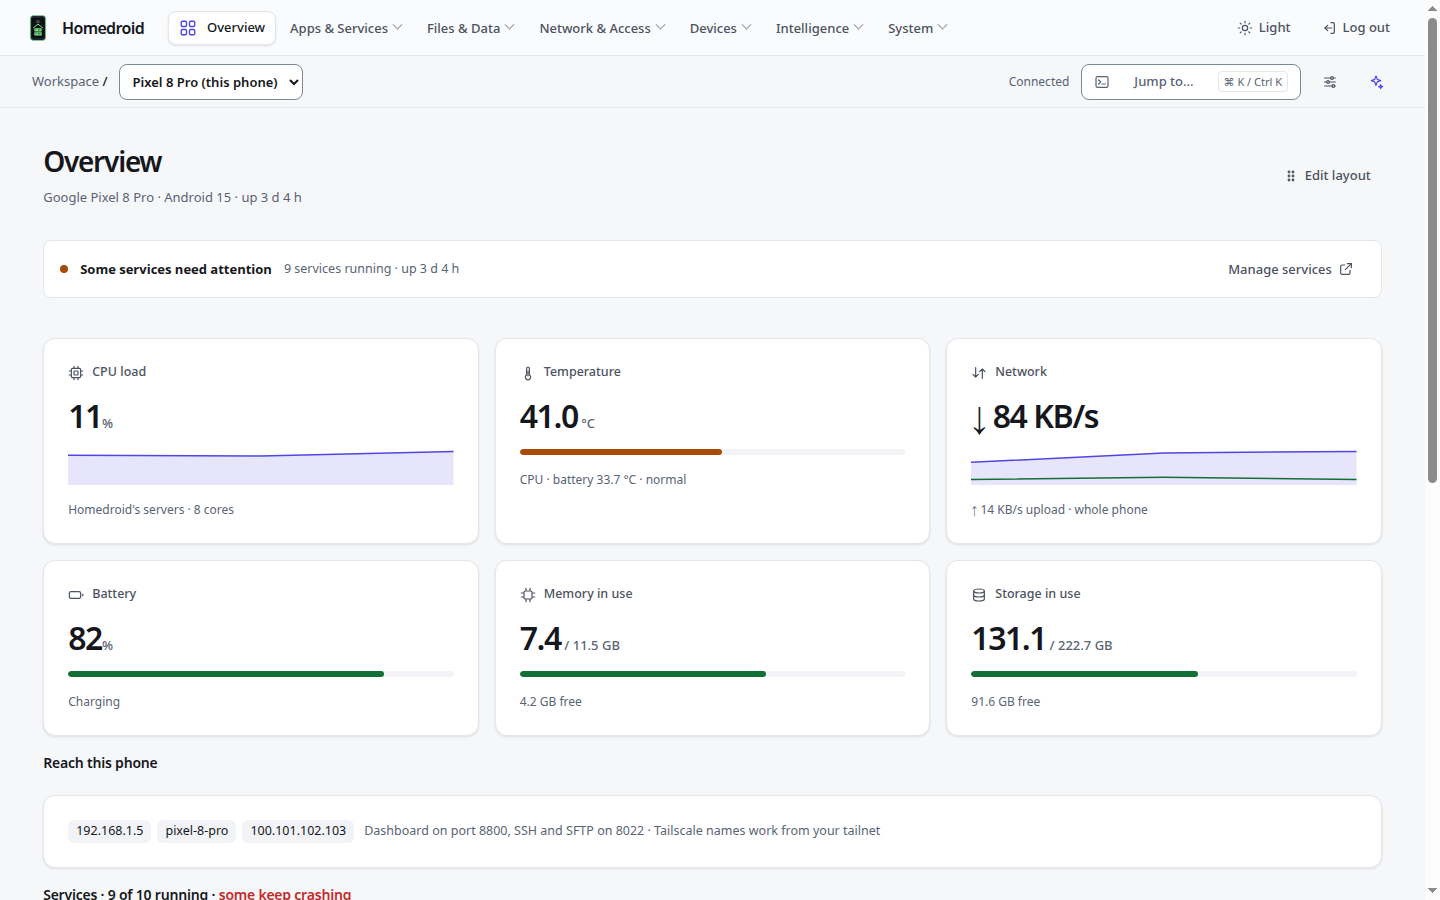 Homedroid
Overview
Apps & Services
Files & Data
Network & Access
Devices
Intelligence
System
Light
Log out
Workspace /
Pixel 8 Pro (this phone)
Connected
Jump to...
⌘ K / Ctrl K
Overview
Google Pixel 8 Pro · Android 15 · up 3 d 4 h
Edit layout
Some services need attention
9 services running · up 3 d 4 h
Manage services
CPU load
11%
Homedroid's servers · 8 cores
Temperature
41.0 °C
CPU · battery 33.7 °C · normal
Network
↓ 84 KB/s
↑ 14 KB/s upload · whole phone
Battery
82%
Charging
Memory in use
7.4 / 11.5 GB
4.2 GB free
Storage in use
131.1 / 222.7 GB
91.6 GB free
Reach this phone
192.168.1.5
pixel-8-pro
100.101.102.103
Dashboard on port 8800, SSH and SFTP on 8022 · Tailscale names work from your tailnet
Services · 9 of 10 running · some keep crashing